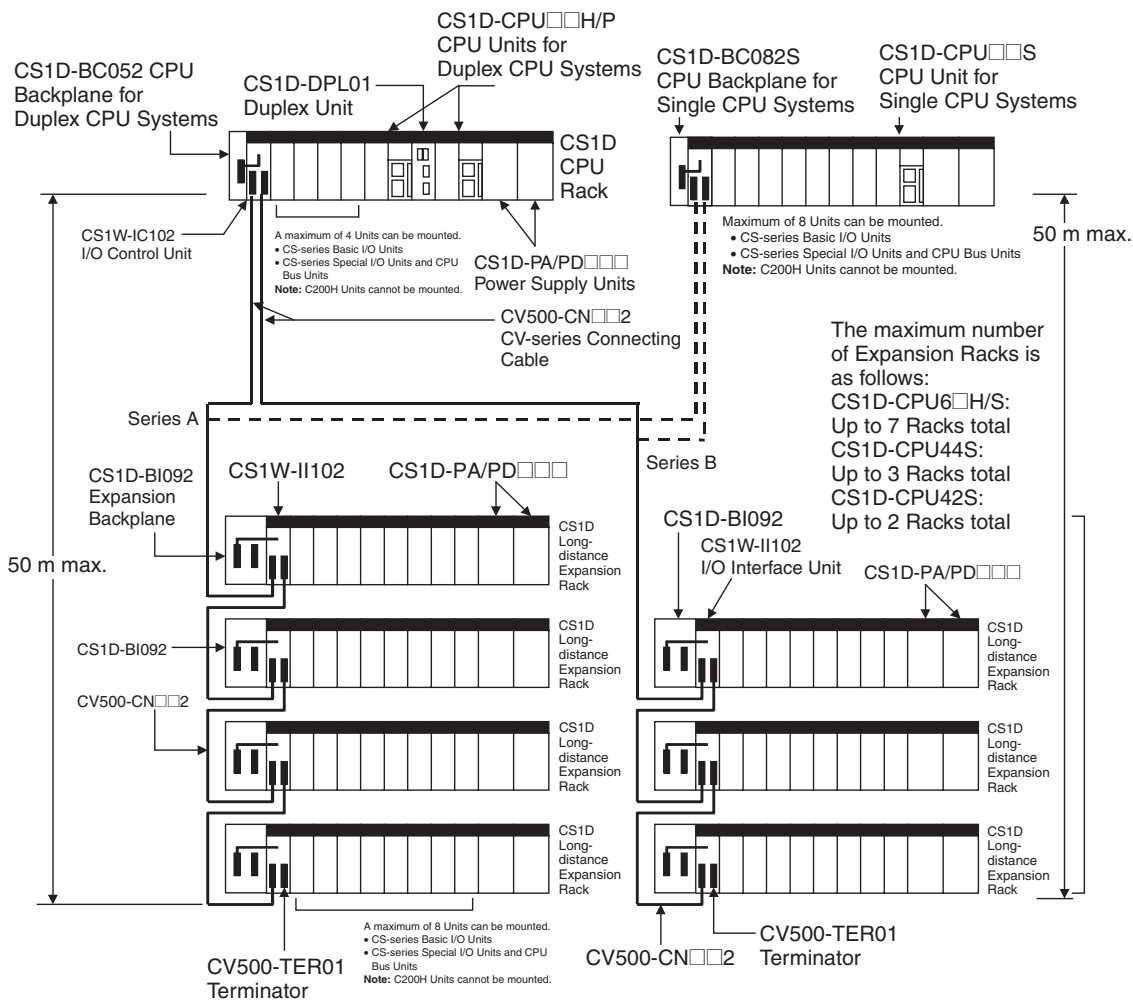 CS1D-CPU□□H/P
CPU Units for
Duplex CPU Systems
CS1D-BC052 CPU
Backplane for
Duplex CPU Systems
CS1D-DPL01
Duplex Unit
CS1D-BC082S
CPU Backplane for
Single CPU Systems
CS1D-CPU□□S
CPU Unit for
Single CPU Systems
CS1D
CPU
Rack
CS1W-IC102
I/O Control Unit
A maximum of 4 Units can be mounted.
• CS-series Basic I/O Units
• CS-series Special I/O Units and CPU
Bus Units
Note: C200H Units cannot be mounted.
CS1D-PA/PD□□□
Power Supply Units
Maximum of 8 Units can be mounted.
• CS-series Basic I/O Units
• CS-series Special I/O Units and CPU Bus Units
Note: C200H Units cannot be mounted.
50 m max.
CV500-CN□□2
CV-series Connecting
Cable
The maximum number
of Expansion Racks is
as follows:
CS1D-CPU6□H/S:
Up to 7 Racks total
CS1D-CPU44S:
Up to 3 Racks total
CS1D-CPU42S:
Up to 2 Racks total
Series A
Series B
CS1D-BI092
Expansion
Backplane
CS1W-II102
CS1D-PA/PD□□□
CS1D
Long-
distance
Expansion
Rack
50 m max.
CS1D-BI092
CS1W-II102
I/O Interface Unit
CS1D-PA/PD□□□
CS1D-BI092
CS1D
Long-
distance
Expansion
Rack
CS1D
Long-
distance
Expansion
Rack
CV500-CN□□2
CS1D
Long-
distance
Expansion
Rack
CS1D
Long-
distance
Expansion
Rack
CS1D
Long-
distance
Expansion
Rack
CS1D
Long-
distance
Expansion
Rack
CV500-TER01
Terminator
A maximum of 8 Units can be mounted.
• CS-series Basic I/O Units
• CS-series Special I/O Units and CPU
Bus Units
Note: C200H Units cannot be mounted.
CV500-CN□□2
CV500-TER01
Terminator